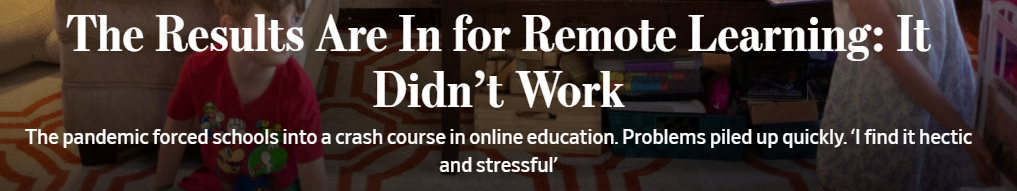 The Results Are In for Remote Learning: It
Didn’t Work
The pandemic forced schools into a crash course in online education. Problems piled up quickly. ‘I find it hectic
and stressful’